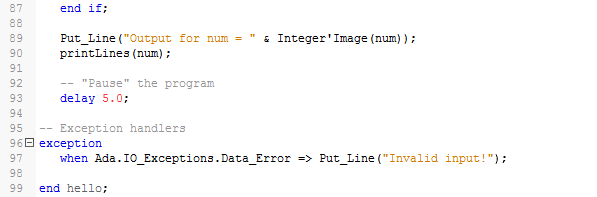 87 end if;
88
89 Put_Line("Output for num = " & Integer'Image(num));
90 printLines(num);
91
92 -- "Pause" the program
93 delay 5.0;
94
95 -- Exception handlers
96 exception
97 when Ada.IO_Exceptions.Data_Error => Put_Line("Invalid input!");
98
99 end hello;